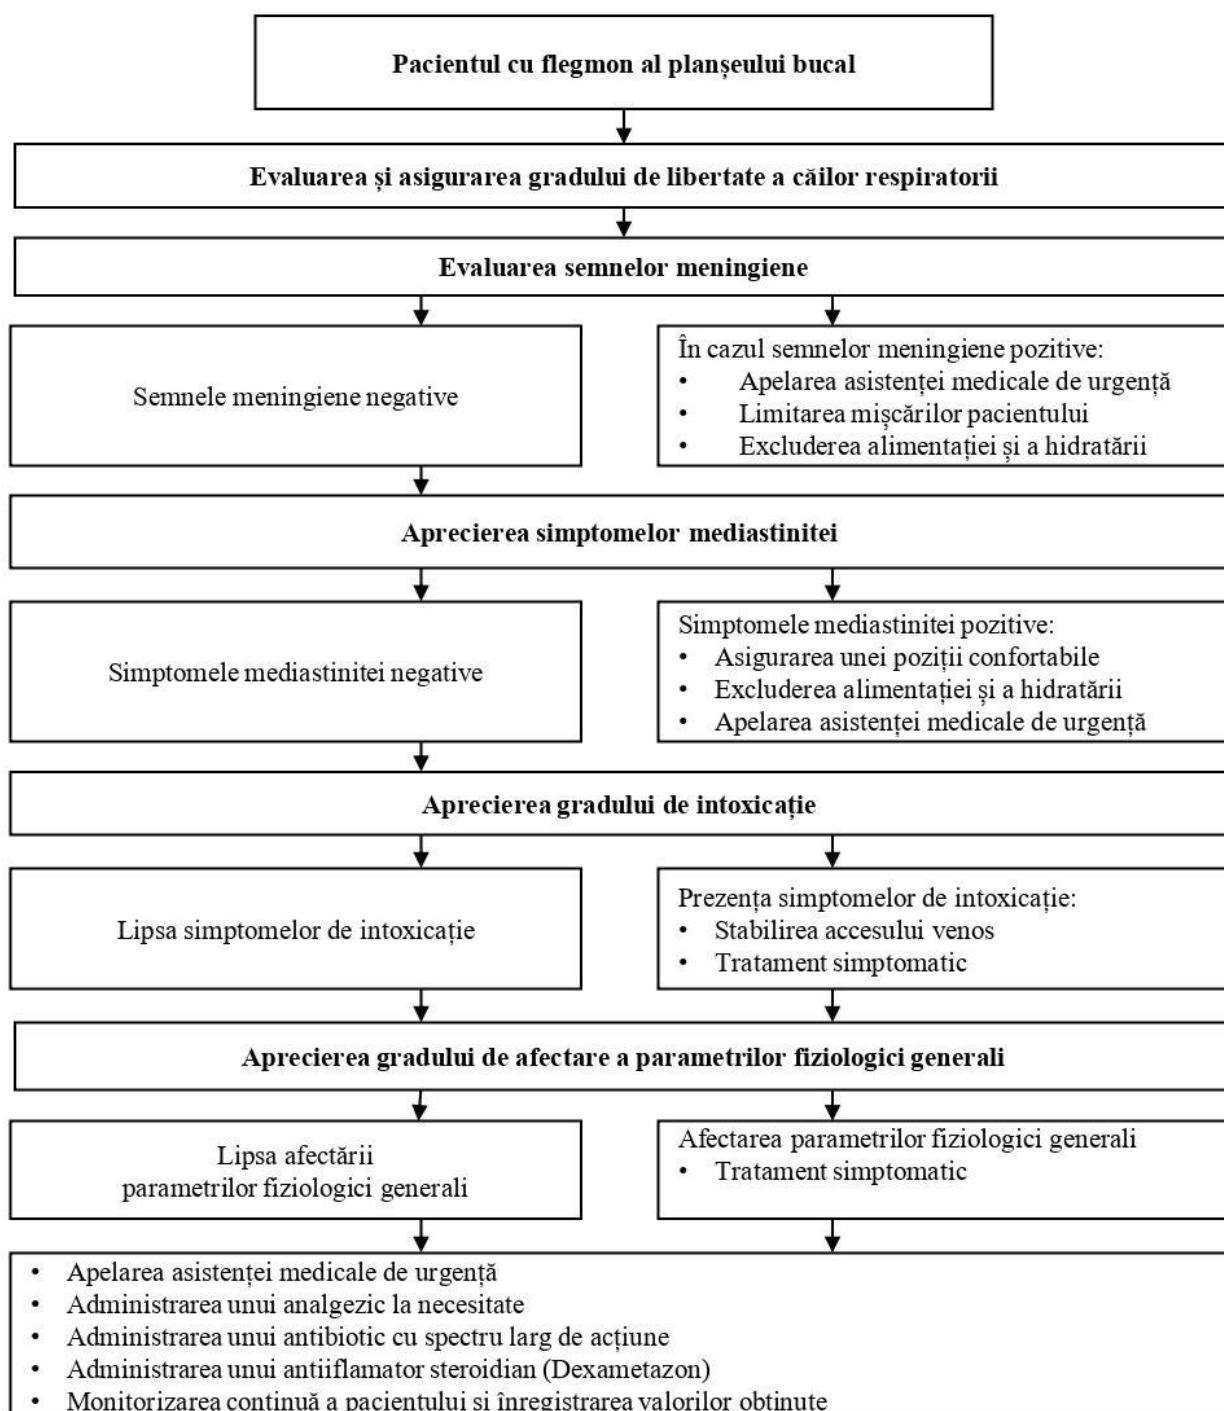 Pacientul cu flegmon al planșeului bucal
Evaluarea și asigurarea gradului de libertate a căilor respiratorii
Evaluarea semnelor meningiene
Semnele meningiene negative
În cazul semnelor meningiene pozitive:
• Apelarea asistenței medicale de urgență
• Limitarea mișcărilor pacientului
• Excluderea alimentației și a hidratării
Aprecierea simptomelor mediastinitei
Simptomele mediastinitei negative
Simptomele mediastinitei pozitive:
• Asigurarea unei poziții confortabile
• Excluderea alimentației și a hidratării
• Apelarea asistenței medicale de urgență
Aprecierea gradului de intoxicație
Lipsa simptomelor de intoxicație
Prezența simptomelor de intoxicație:
• Stabilirea accesului venos
• Tratament simptomatic
Aprecierea gradului de afectare a parametrilor fiziologici generali
Lipsa afectării
parametrilor fiziologici generali
Afectarea parametrilor fiziologici generali
• Tratament simptomatic
• Apelarea asistenței medicale de urgență
• Administrarea unui analgezic la necesitate
• Administrarea unui antibiotic cu spectru larg de acțiune
• Administrarea unui antiiflamator steroidian (Dexametazon)
• Monitorizarea continuă a pacientului și înregistrarea valorilor obținute